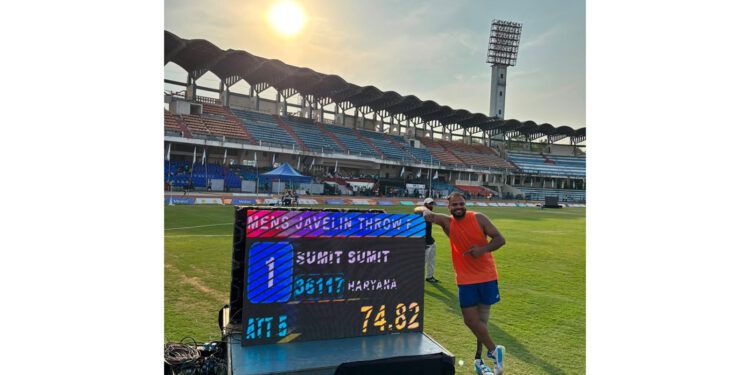 MENS JAVELIN THROW F
1
SUMIT SUMIT
36117 HARYANA
ATT 5
74.82